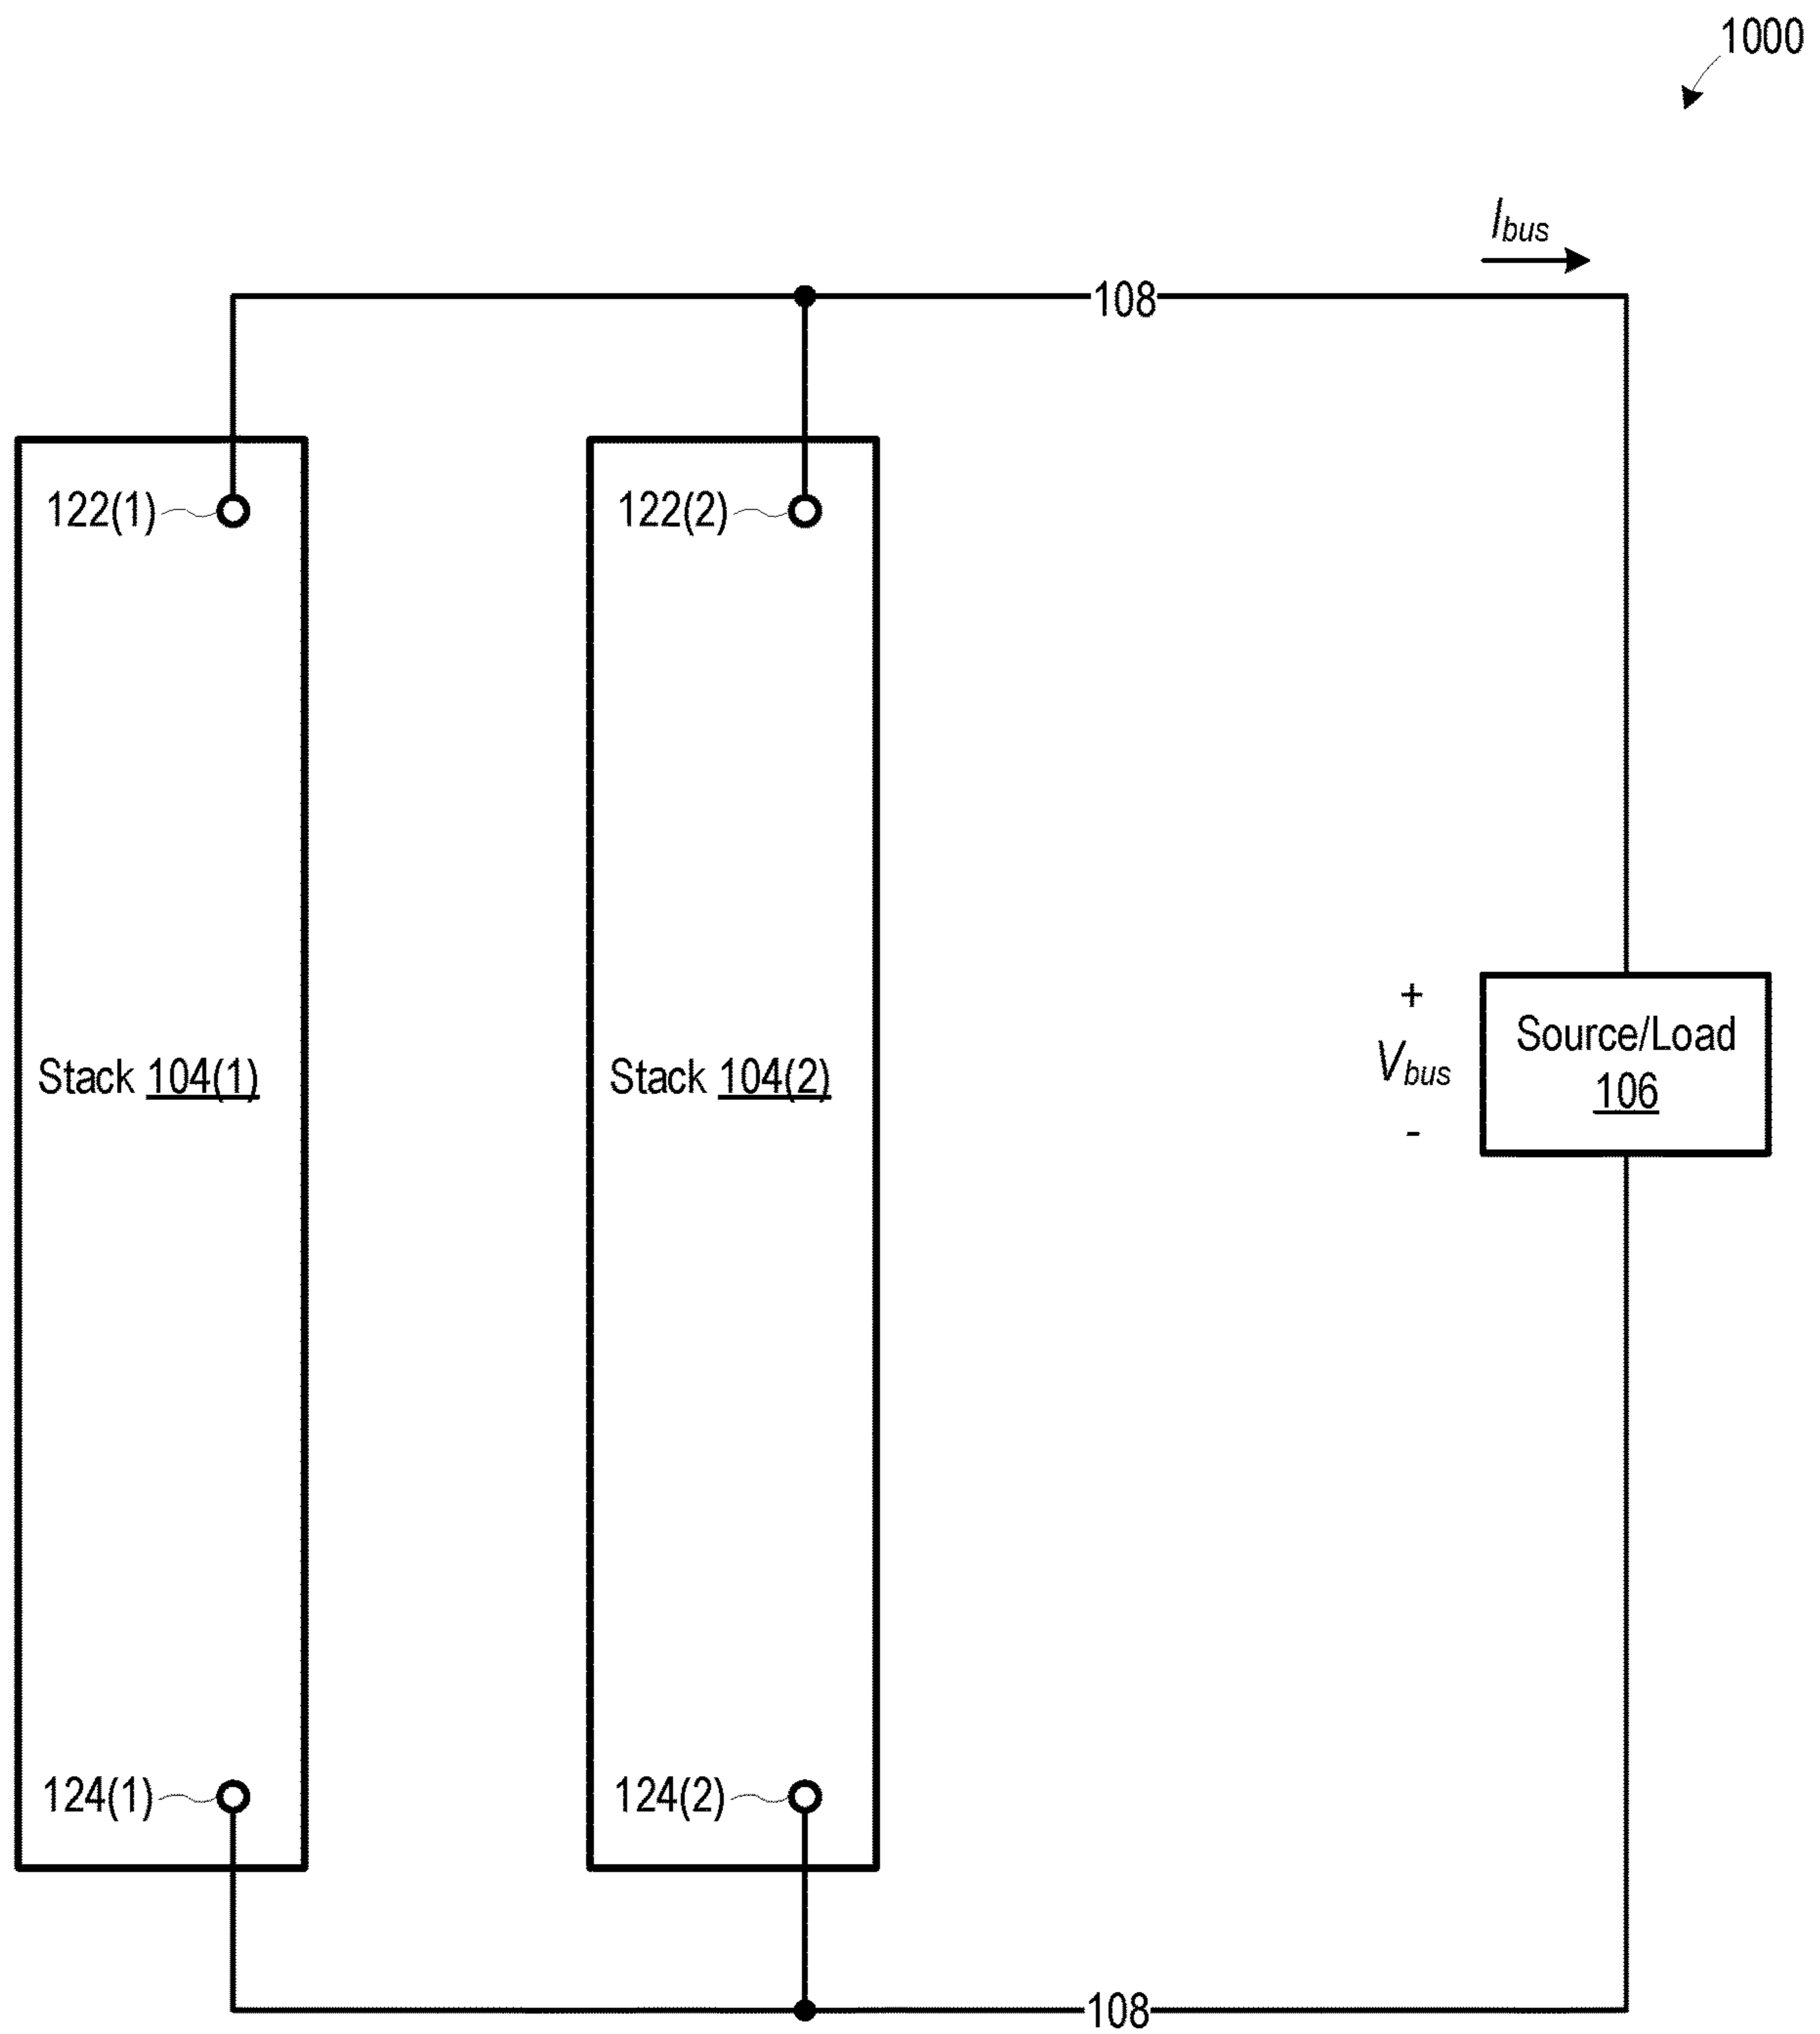 1000
Ibus
108
122(1)
122(2)
Stack 104(1)
Stack 104(2)
+
Vbus
-
Source/Load
106
124(1)
124(2)
108